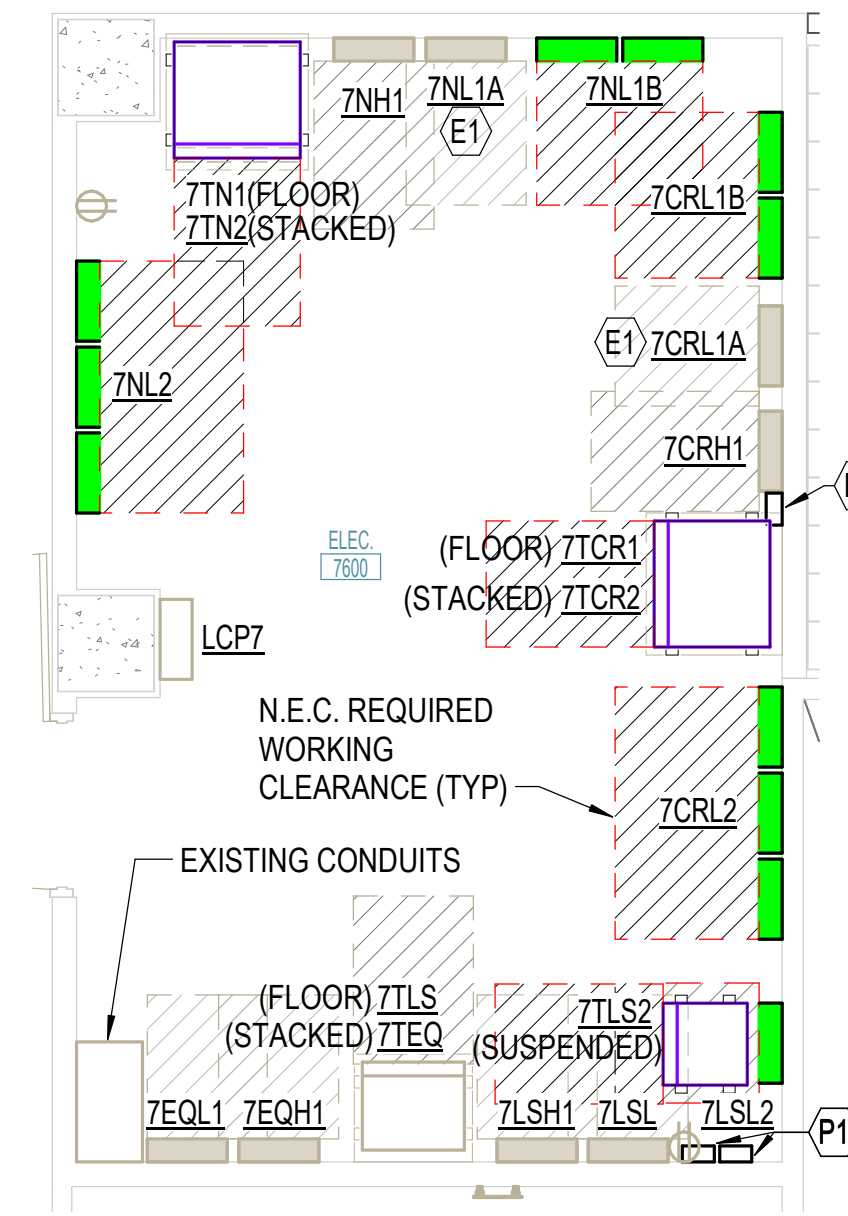 7NH1
7NL1A
7NL1B
E1
7CRL1B
7TN1(FLOOR)
7TN2(STACKED)
E1
7CRL1A
7NL2
7CRH1
ELEC.
7600
(FLOOR) 7TCR1
(STACKED) 7TCR2
LCP7
N.E.C. REQUIRED
WORKING
CLEARANCE (TYP)
7CRL2
EXISTING CONDUITS
(FLOOR) 7TLS
(STACKED) 7TEQ
7TLS2
(SUSPENDED)
7EQL1
7EQH1
7LSH1
7LSL
7LSL2
P1